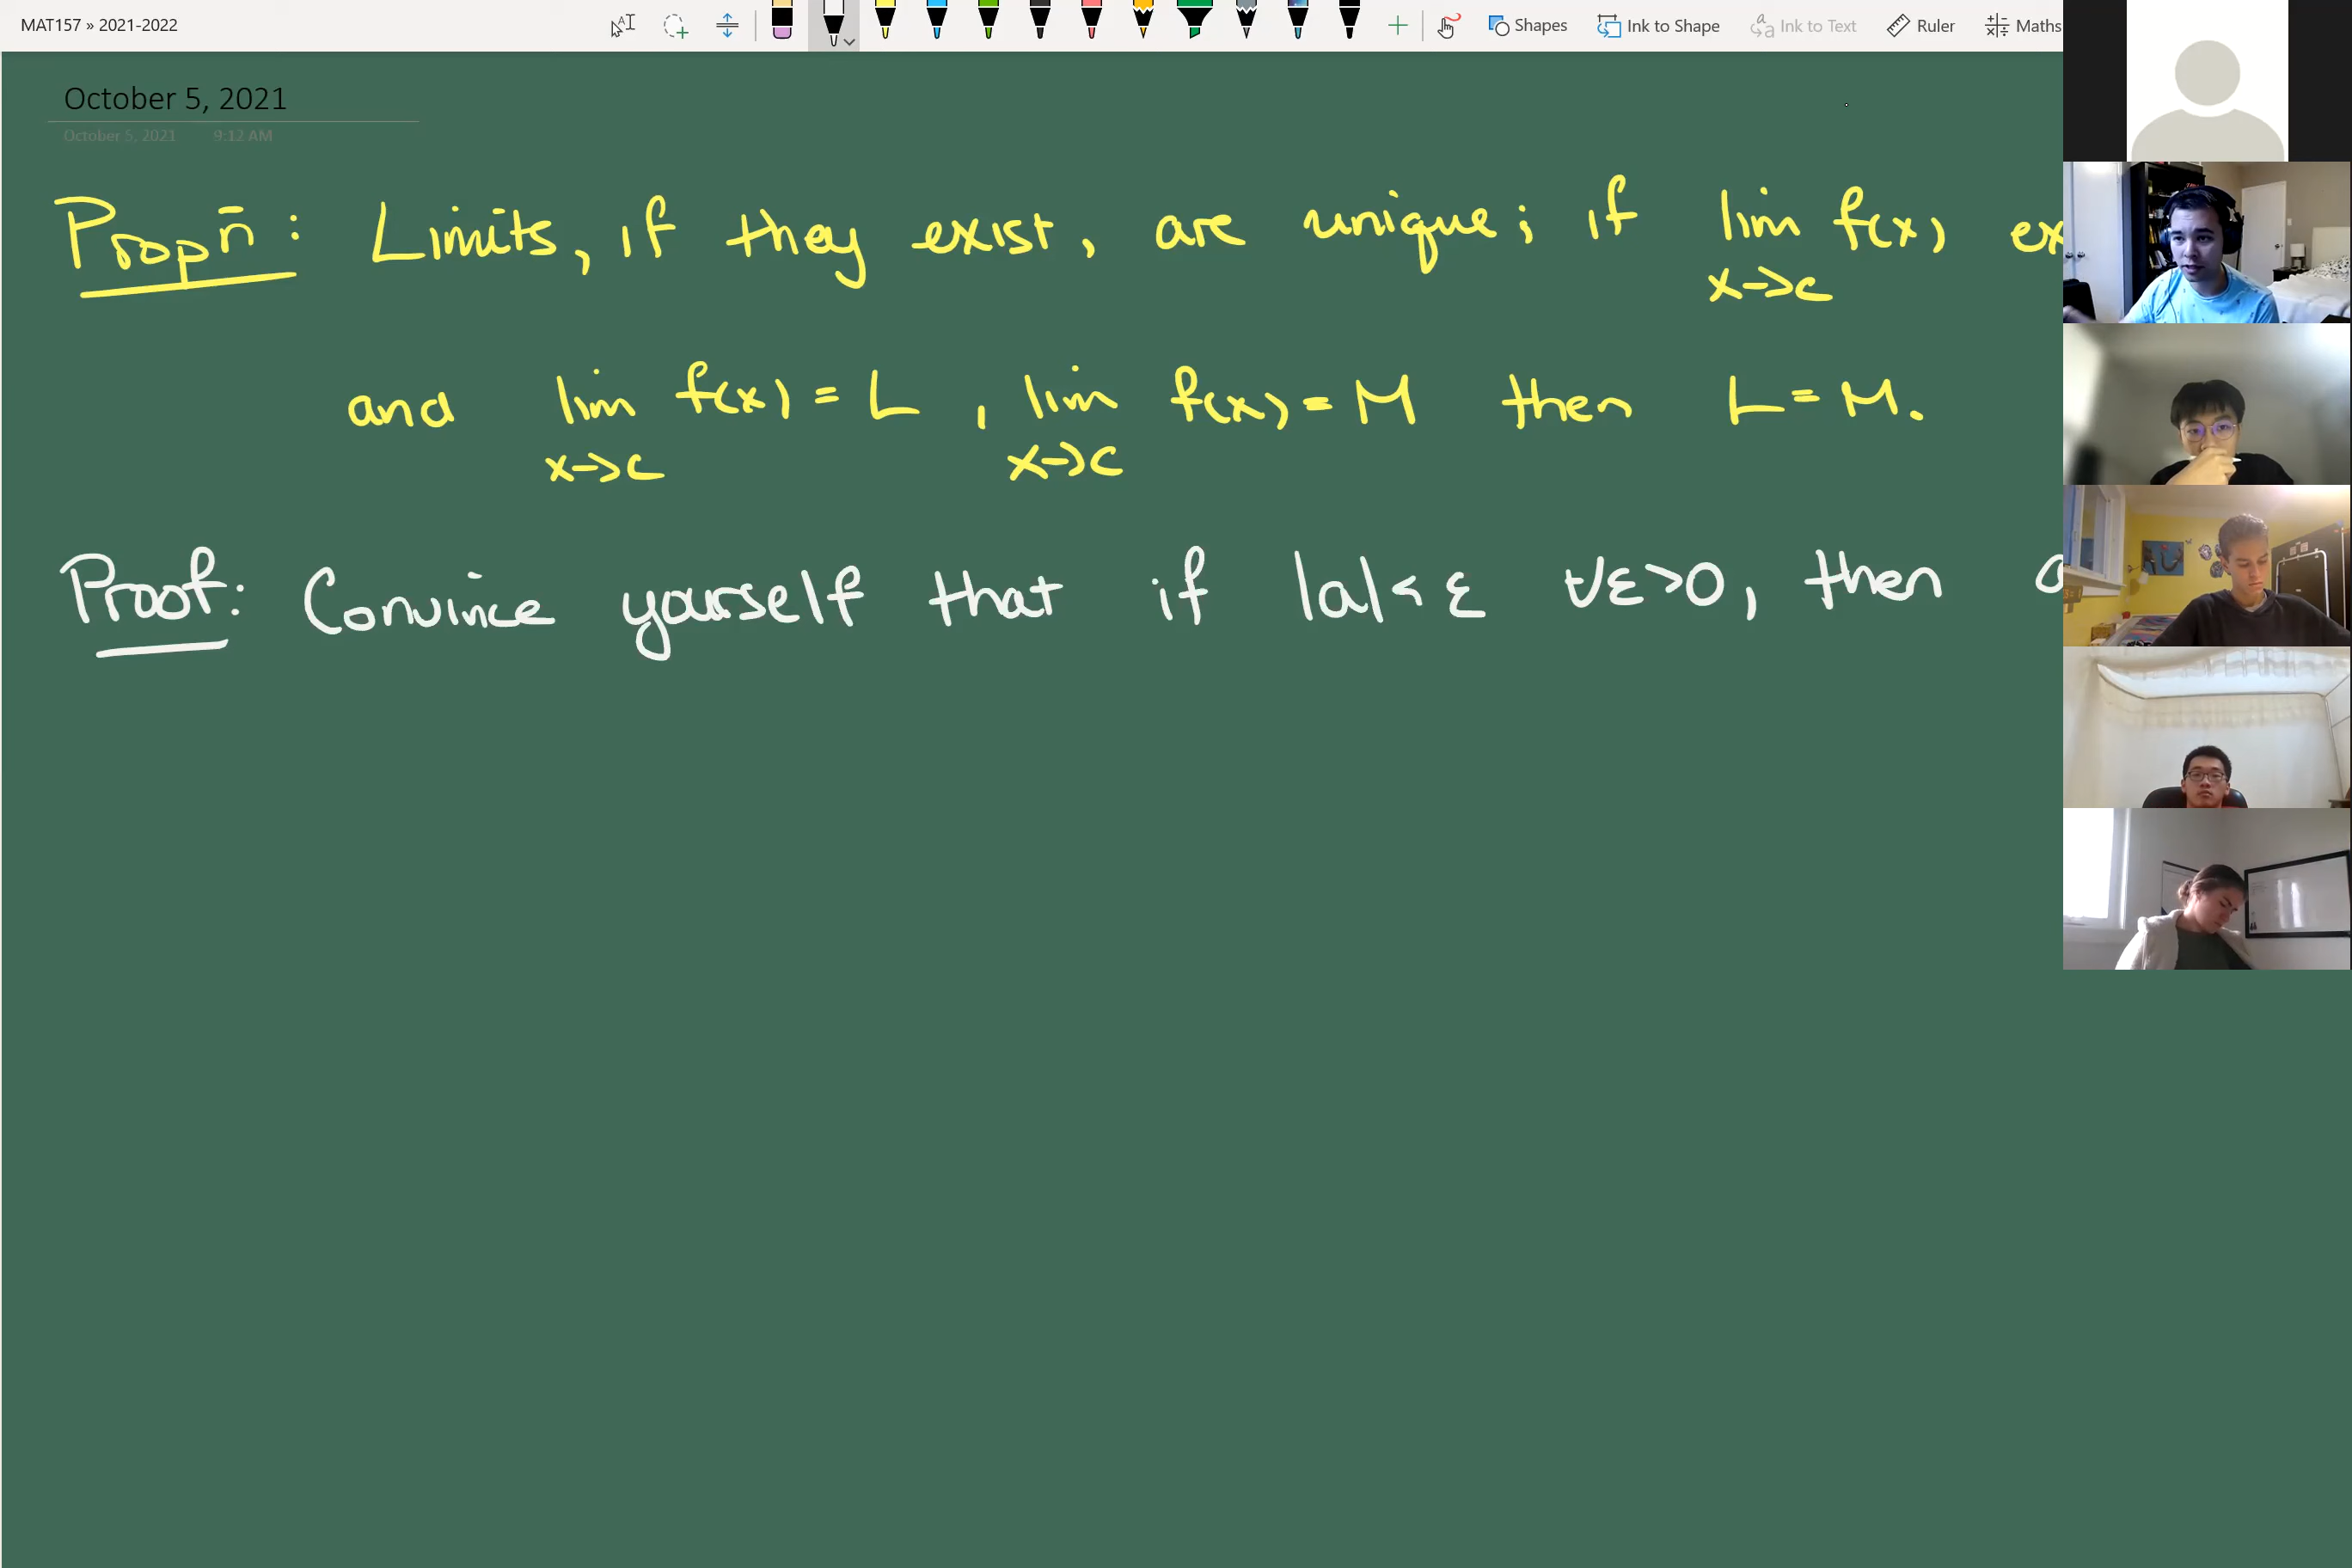 MAT157 » 2021-2022
Shapes Ink to Shape Ink to Text Ruler Maths
October 5, 2021
October 5, 2021 9:12 AM
Propn̄: Limits, if they exist, are unique; if lim f(x) ex
x→c
and lim f(x) = L, lim f(x) = M then L = M.
x→c x→c
Proof: Convince yourself that if |a| < ε ∀ε>0, then